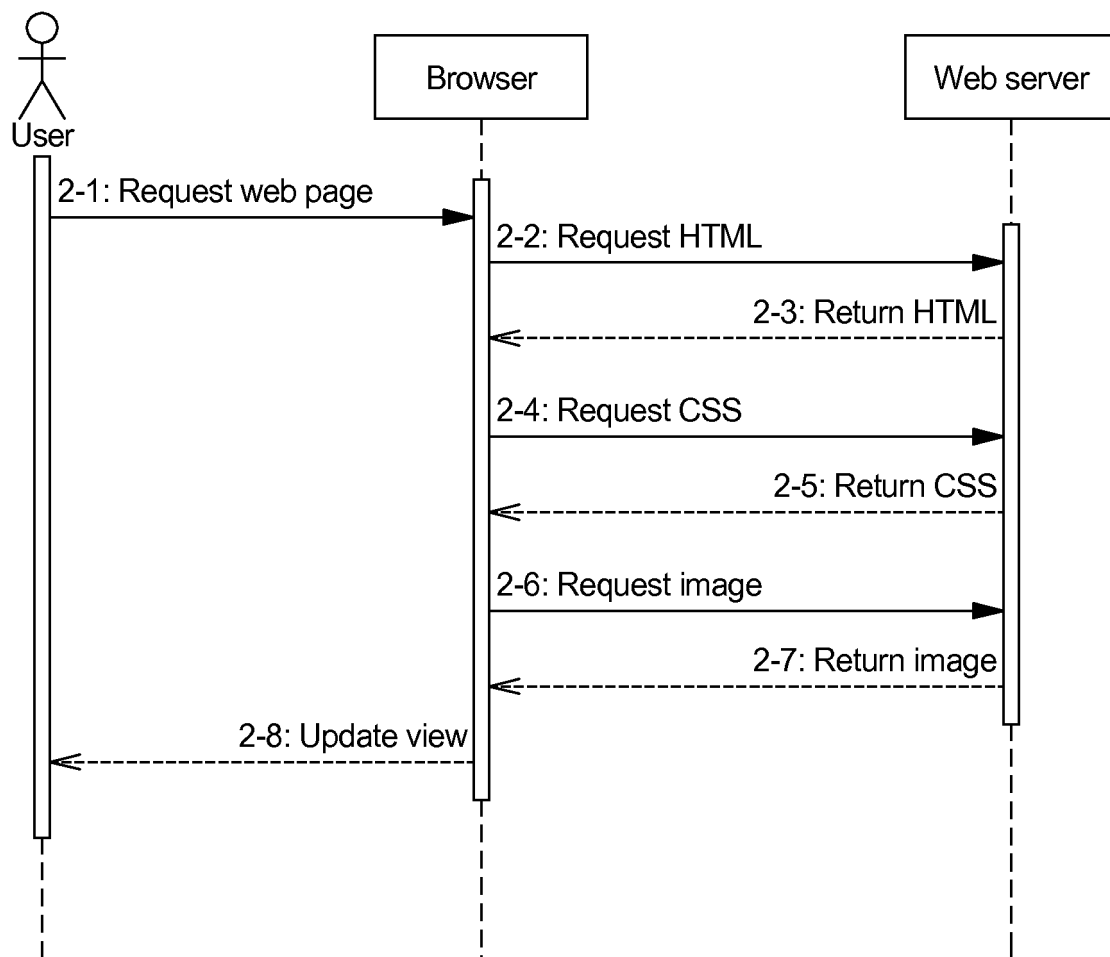 User
Browser
Web server
2-1: Request web page
2-2: Request HTML
2-3: Return HTML
2-4: Request CSS
2-5: Return CSS
2-6: Request image
2-7: Return image
2-8: Update view